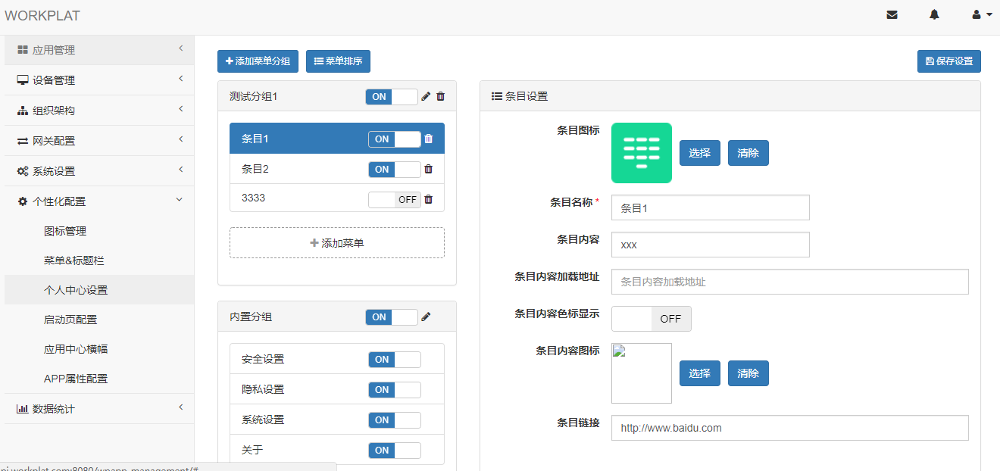 WORKPLAT
应用管理
设备管理
组织架构
网关配置
系统设置
个性化配置
图标管理
菜单&标题栏
个人中心设置
启动页配置
应用中心横幅
APP属性配置
数据统计
添加菜单分组 菜单排序 保存设置
测试分组1 ON
条目1 ON
条目2 ON
3333 OFF
添加菜单
内置分组 ON
安全设置 ON
隐私设置 ON
系统设置 ON
关于 ON
条目设置
条目图标 选择 清除
条目名称 * 条目1
条目内容 xxx
条目内容加载地址 条目内容加载地址
条目内容色标显示 OFF
条目内容图标 选择 清除
条目链接 http://www.baidu.com
pi.workplat.com:8080/wpapp-management/#